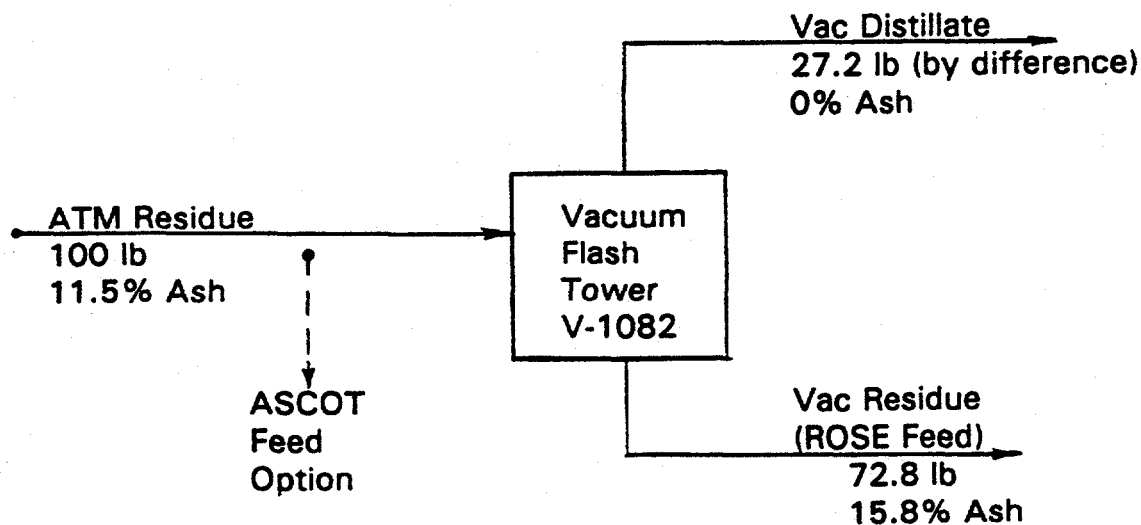 Vac Distillate
27.2 lb (by difference)
0% Ash
ATM Residue
100 lb
11.5% Ash
Vacuum
Flash
Tower
V-1082
ASCOT
Feed
Option
Vac Residue
(ROSE Feed)
72.8 lb
15.8% Ash